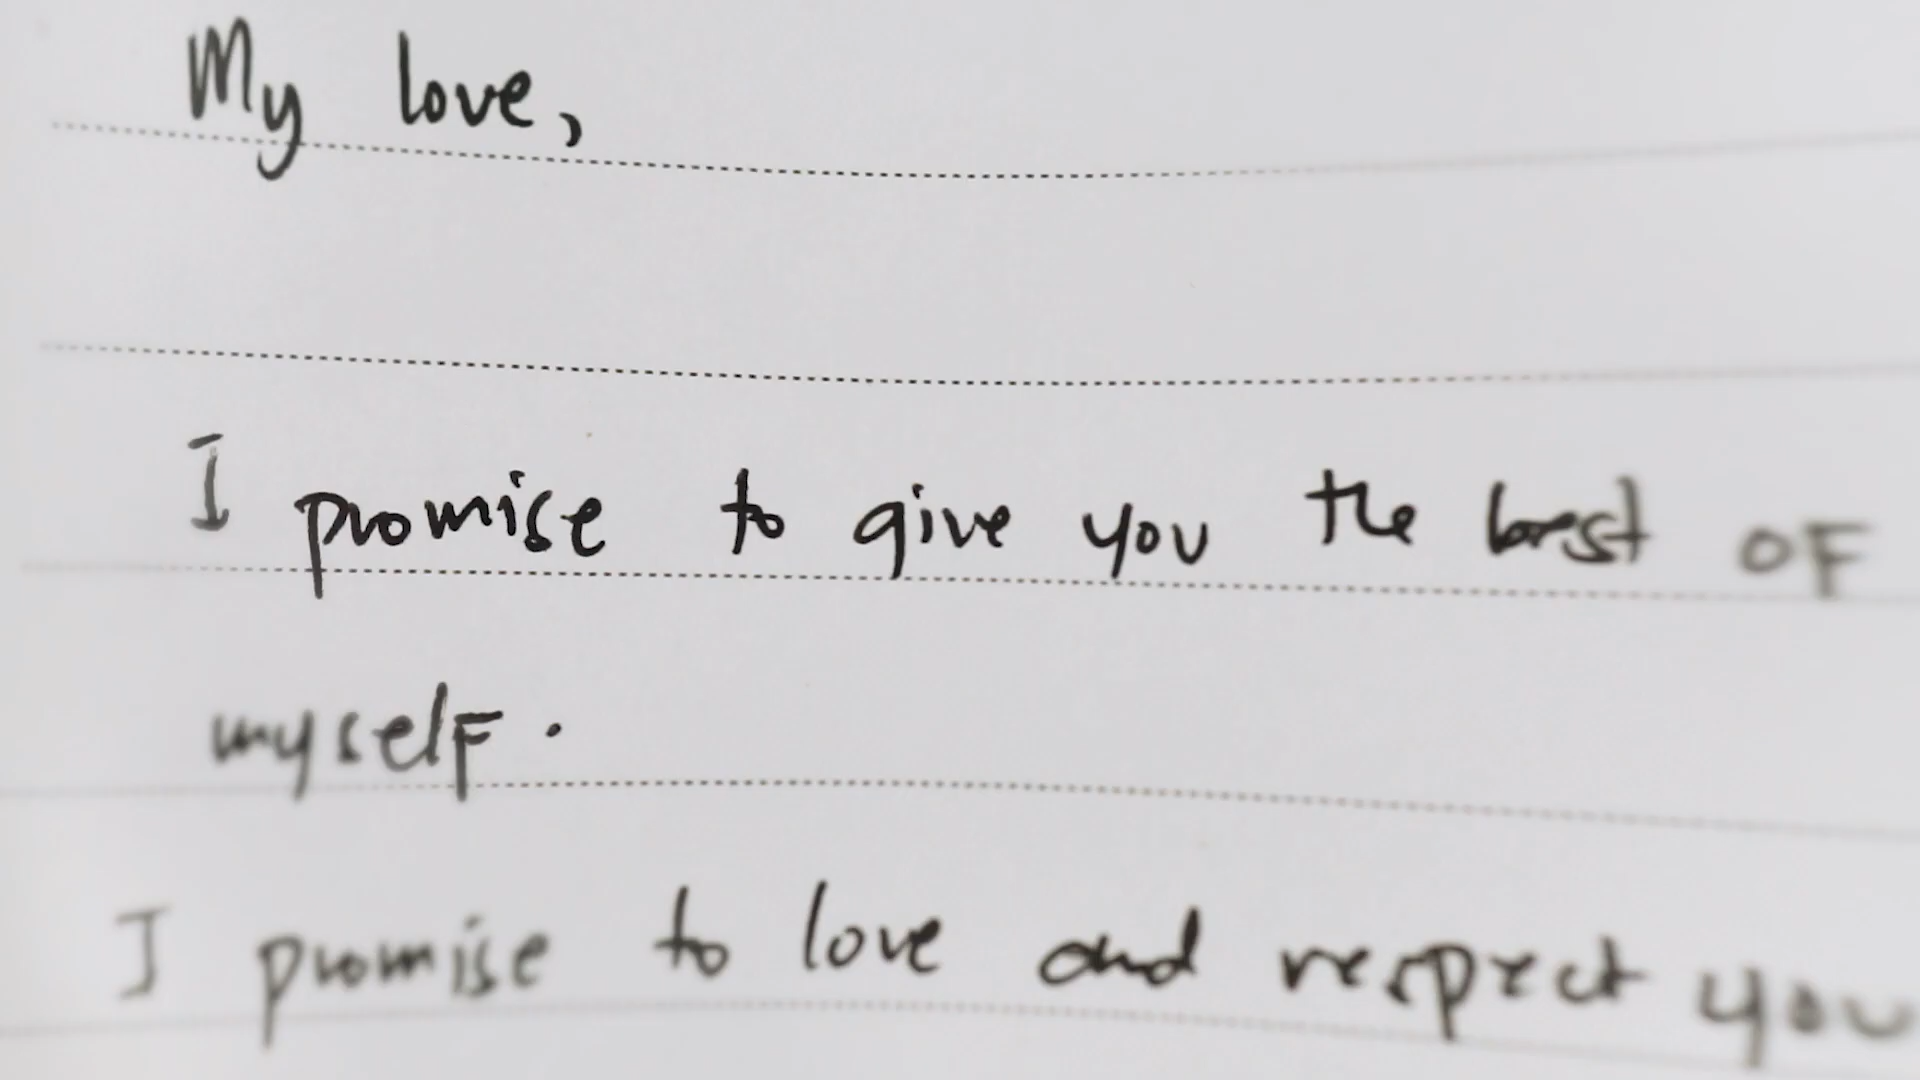 My love,
I promise to give you the best of
myself.
I promise to love and respect you